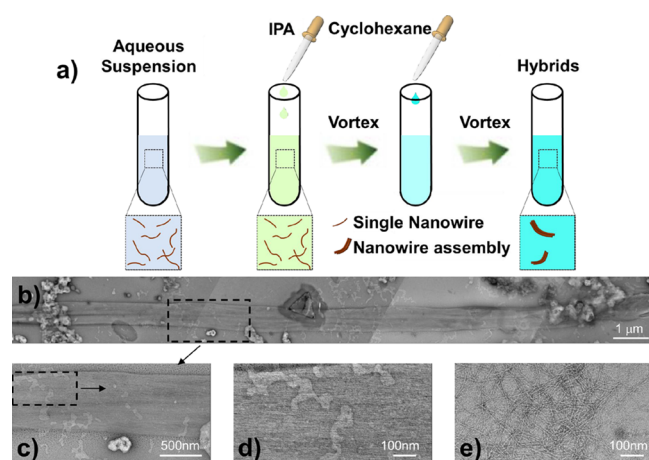 IPA Cyclohexane
a)
Aqueous
Suspension
Hybrids
Vortex
Vortex
Single Nanowire
Nanowire assembly
b)
1 μm
c)
500nm
d)
100nm
e)
100nm